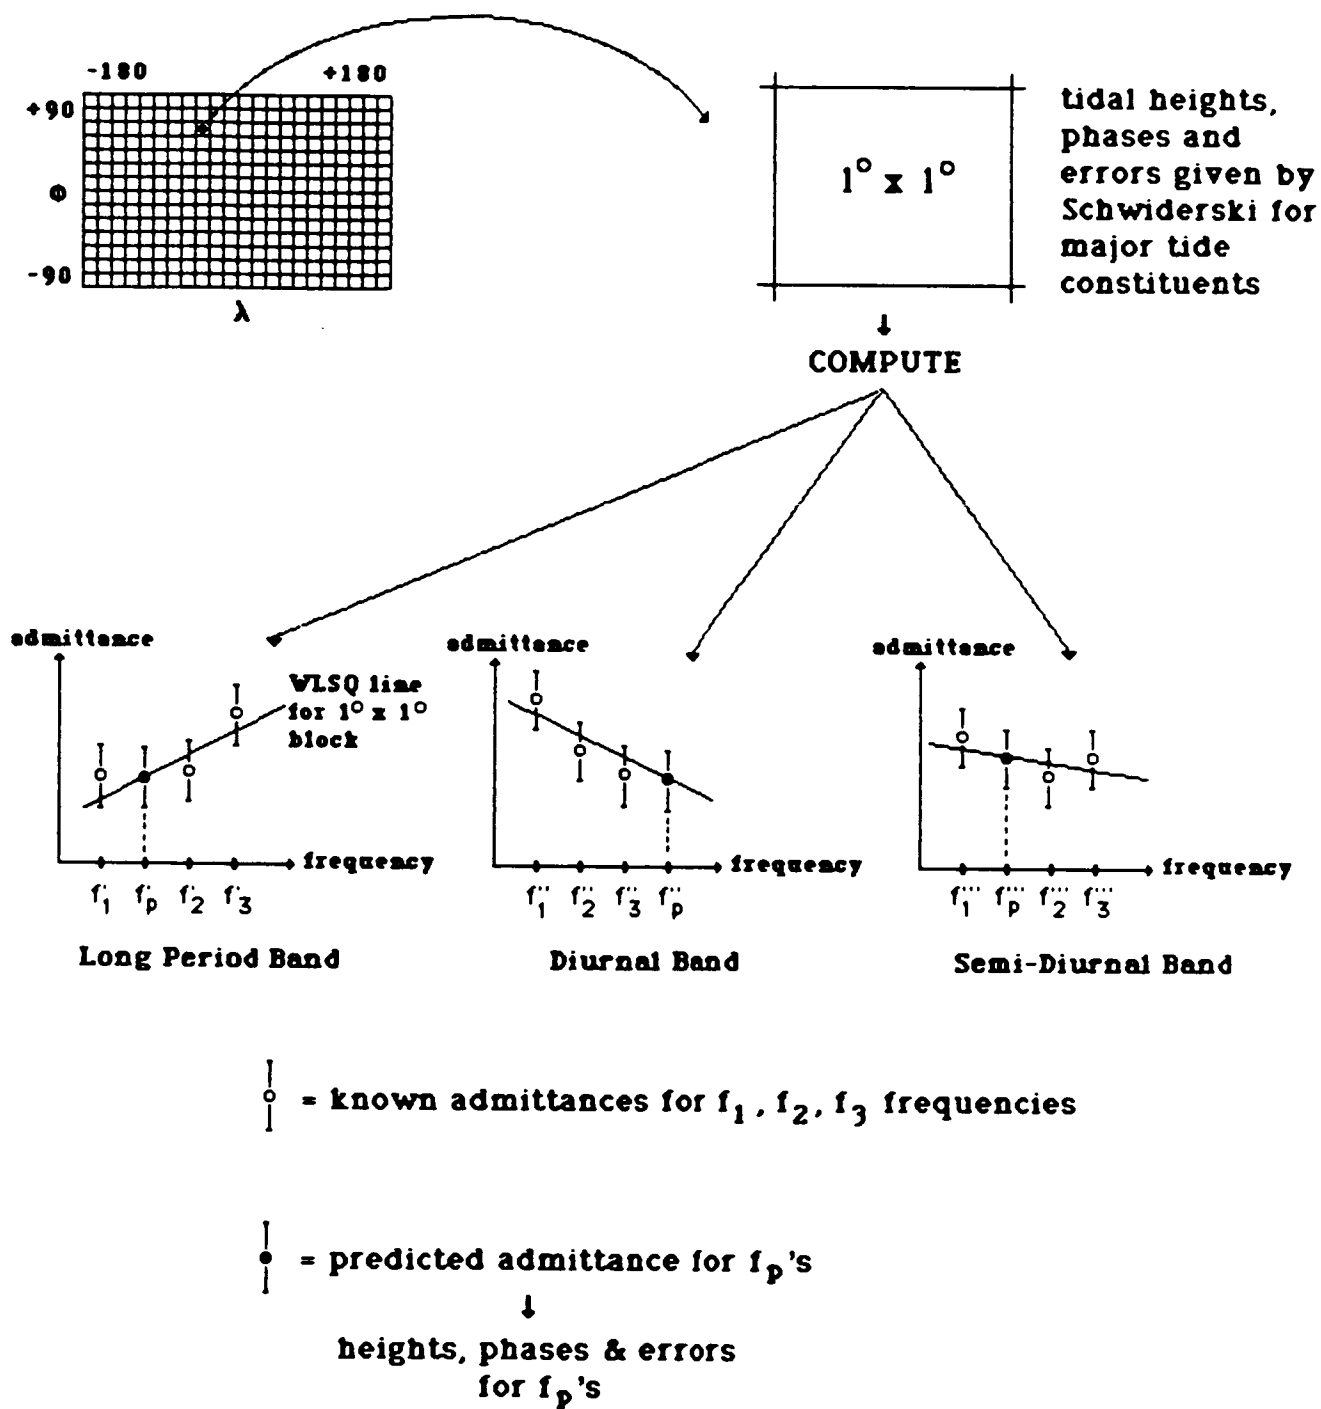 -180 +180
+90
Φ
-90
λ
1° x 1°
tidal heights,
phases and
errors given by
Schwiderski for
major tide
constituents
↓
COMPUTE
admittance
WLSQ line
for 1° x 1°
block
frequency
f'1 f'p f'2 f'3
Long Period Band
admittance
frequency
f''1 f''2 f''3 f''p
Diurnal Band
admittance
frequency
f'''1 f'''p f'''2 f'''3
Semi-Diurnal Band
= known admittances for f1, f2, f3 frequencies
= predicted admittance for fp's
↓
heights, phases & errors
for fp's